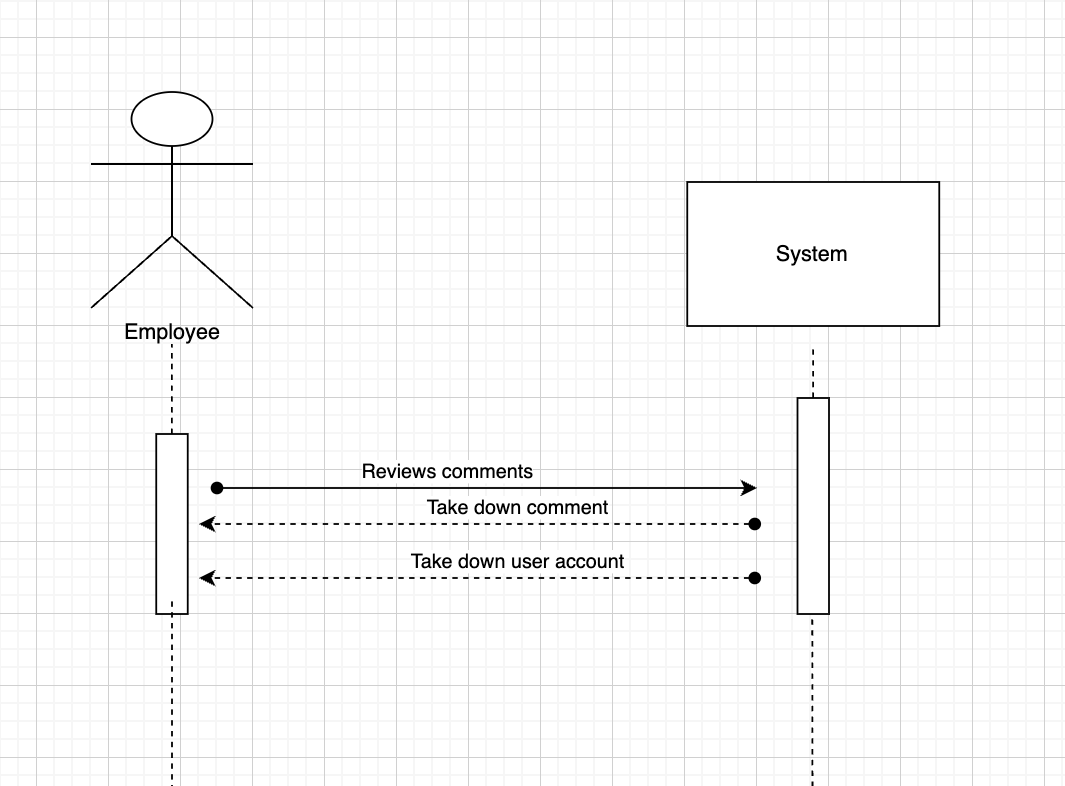 System
Employee
Reviews comments
Take down comment
Take down user account